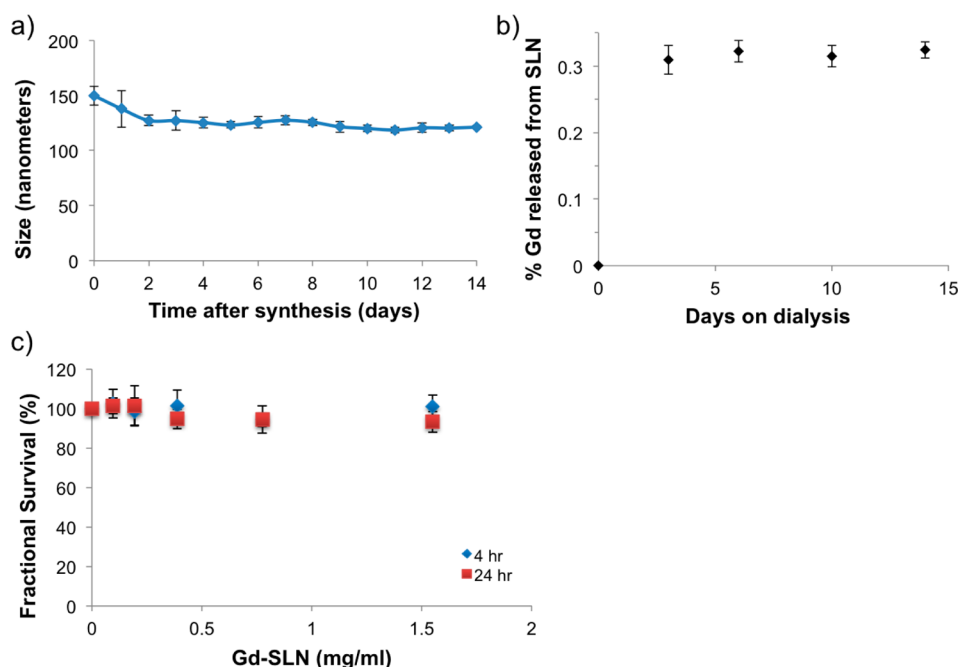 a)
200
150
100
50
0
Size (nanometers)
0 2 4 6 8 10 12 14
Time after synthesis (days)
b)
0.3
0.2
0.1
0
% Gd released from SLN
0 5 10 15
Days on dialysis
c)
120
100
80
60
40
20
0
Fractional Survival (%)
4 hr
24 hr
0 0.5 1 1.5 2
Gd-SLN (mg/ml)